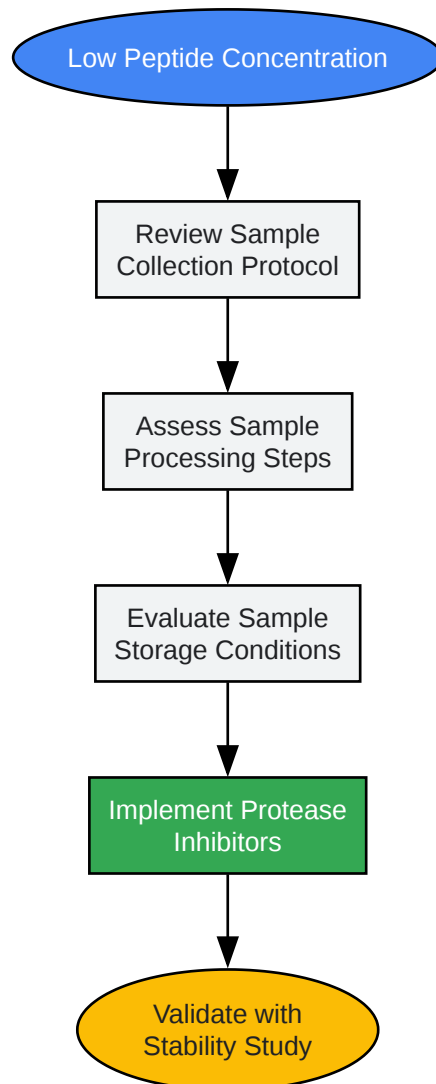 Low Peptide Concentration
Review Sample
Collection Protocol
Assess Sample
Processing Steps
Evaluate Sample
Storage Conditions
Implement Protease
Inhibitors
Validate with
Stability Study